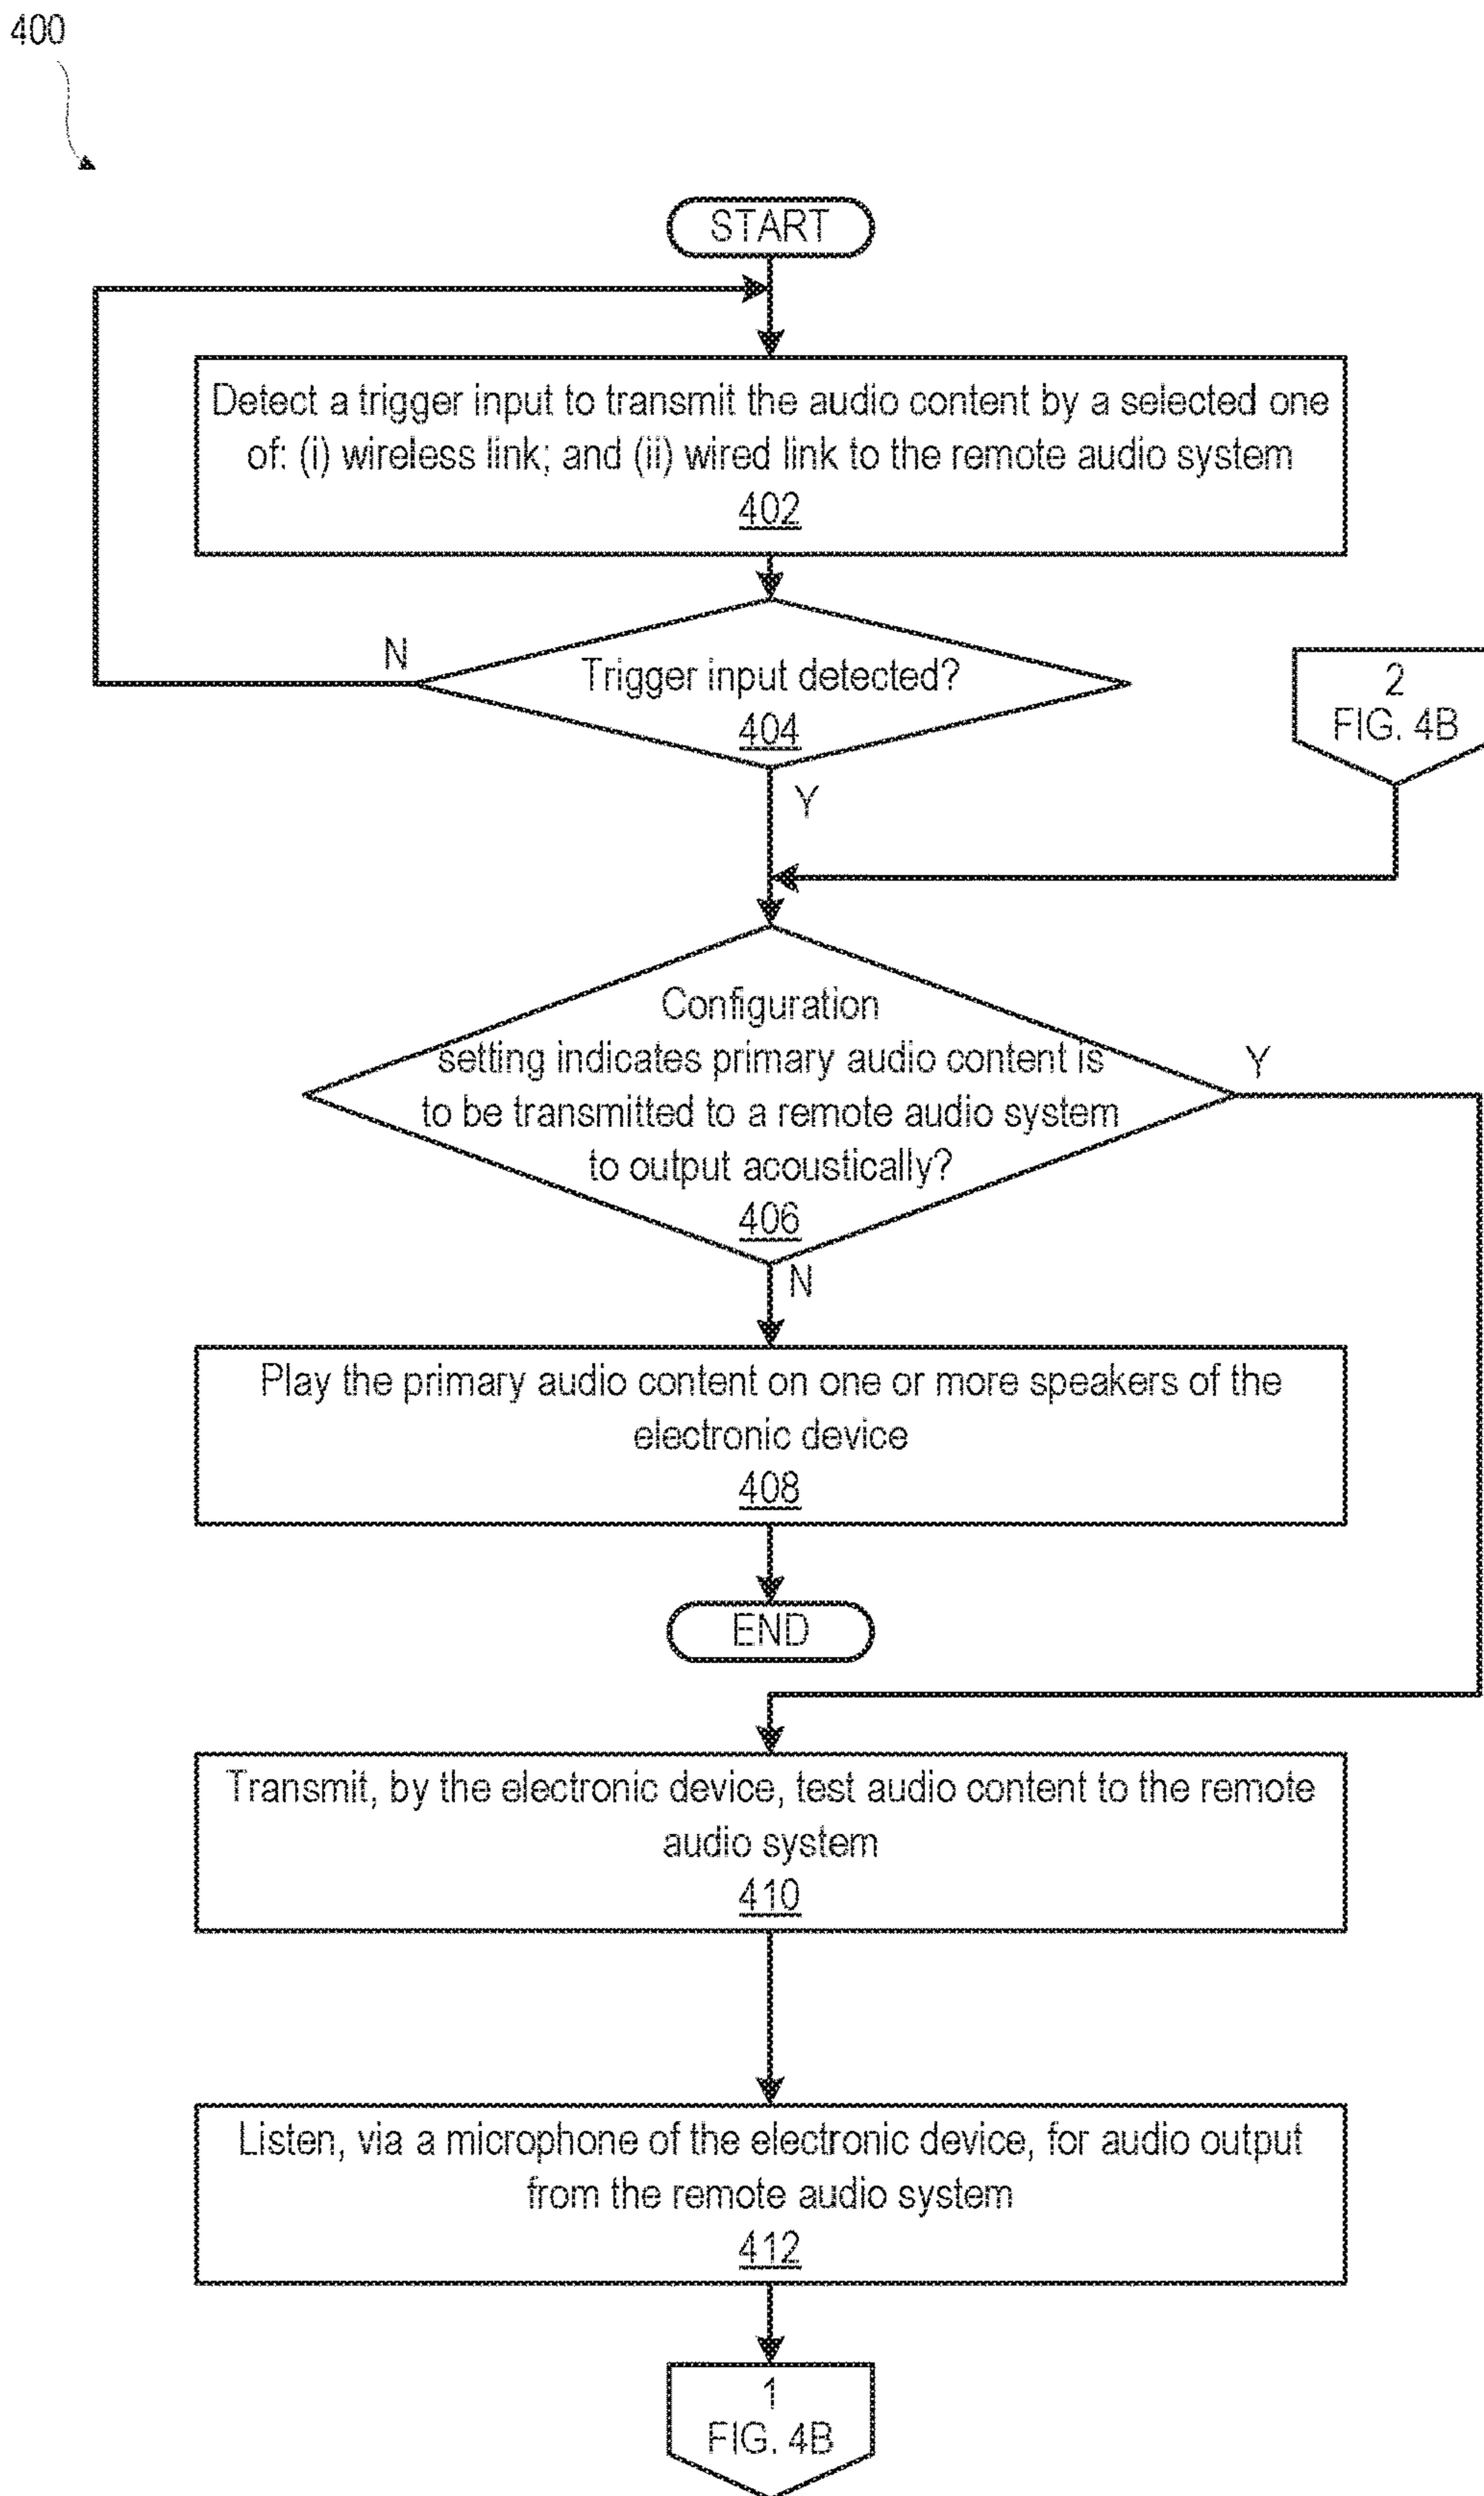 400
START
Detect a trigger input to transmit the audio content by a selected one
of: (i) wireless link; and (ii) wired link to the remote audio system
402
N
Trigger input detected?
404
2
FIG. 4B
Y
Configuration
setting indicates primary audio content is
to be transmitted to a remote audio system
to output acoustically?
406
Y
N
Play the primary audio content on one or more speakers of the
electronic device
408
END
Transmit, by the electronic device, test audio content to the remote
audio system
410
Listen, via a microphone of the electronic device, for audio output
from the remote audio system
412
1
FIG. 4B